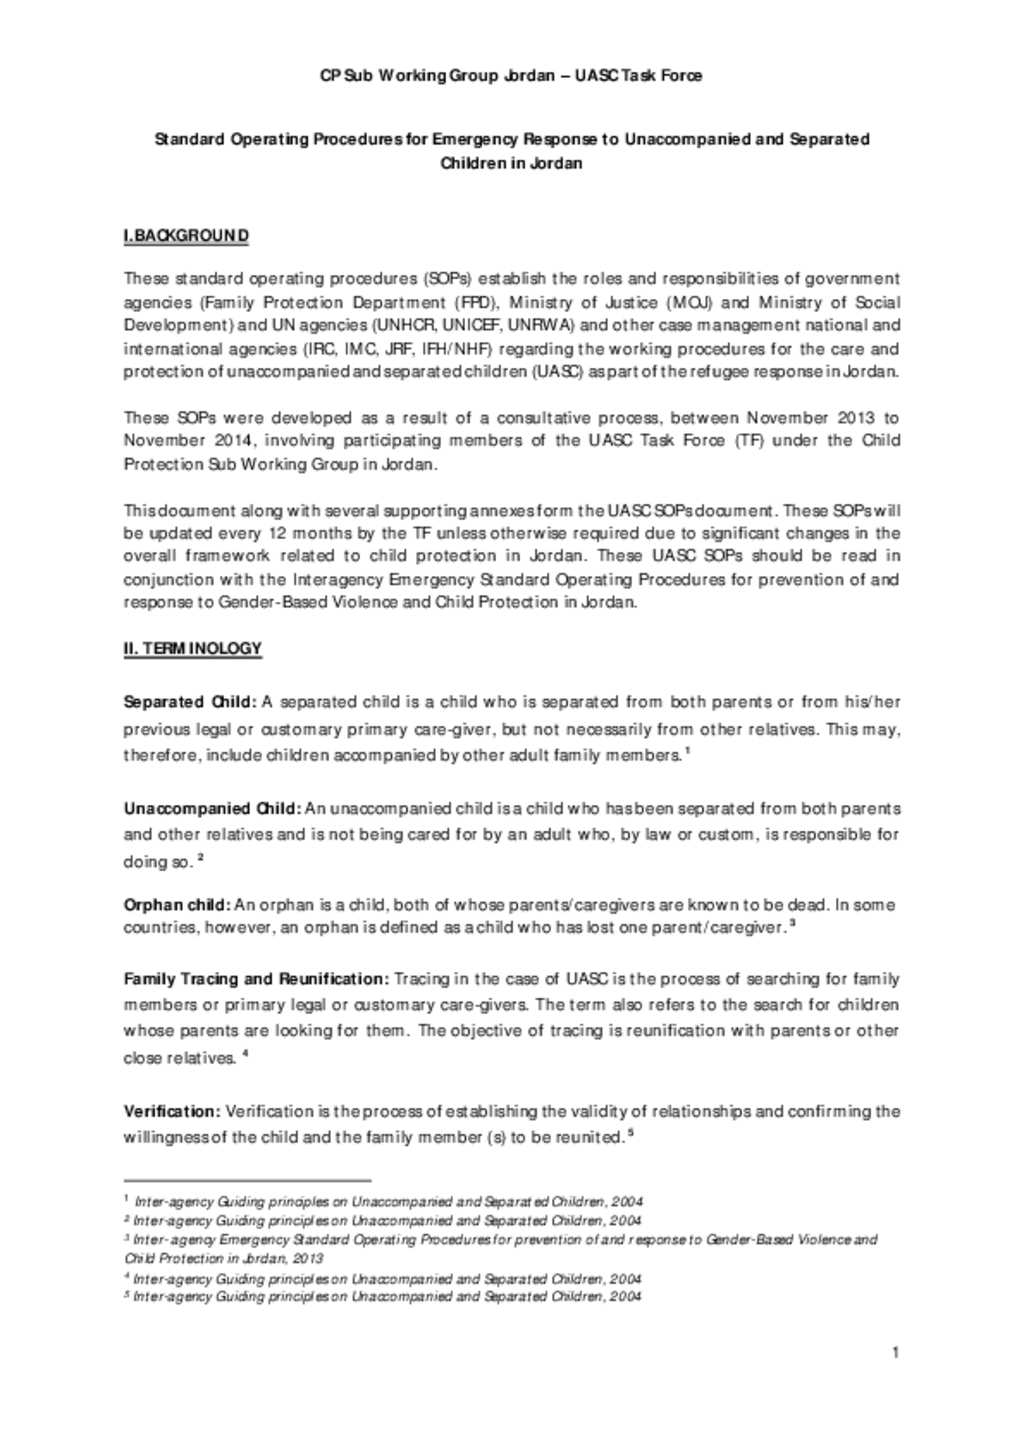 CP Sub Working Group Jordan – UASC Task Force
Standard Operating Procedures for Emergency Response to Unaccompanied and Separated
Children in Jordan
I.BACKGROUND
These standard operating procedures (SOPs) establish the roles and responsibilities of government
agencies (Family Protection Department (FPD), Ministry of Justice (MOJ) and Ministry of Social
Development) and UN agencies (UNHCR, UNICEF, UNRWA) and other case management national and
international agencies (IRC, IMC, JRF, IFH/NHF) regarding the working procedures for the care and
protection of unaccompanied and separated children (UASC) as part of the refugee response in Jordan.
These SOPs were developed as a result of a consultative process, between November 2013 to
November 2014, involving participating members of the UASC Task Force (TF) under the Child
Protection Sub Working Group in Jordan.
This document along with several supporting annexes form the UASC SOPs document. These SOPs will
be updated every 12 months by the TF unless otherwise required due to significant changes in the
overall framework related to child protection in Jordan. These UASC SOPs should be read in
conjunction with the Interagency Emergency Standard Operating Procedures for prevention of and
response to Gender-Based Violence and Child Protection in Jordan.
II. TERMINOLOGY
Separated Child: A separated child is a child who is separated from both parents or from his/her
previous legal or customary primary care-giver, but not necessarily from other relatives. This may,
therefore, include children accompanied by other adult family members.1
Unaccompanied Child: An unaccompanied child is a child who has been separated from both parents
and other relatives and is not being cared for by an adult who, by law or custom, is responsible for
doing so. 2
Orphan child: An orphan is a child, both of whose parents/caregivers are known to be dead. In some
countries, however, an orphan is defined as a child who has lost one parent/caregiver.3
Family Tracing and Reunification: Tracing in the case of UASC is the process of searching for family
members or primary legal or customary care-givers. The term also refers to the search for children
whose parents are looking for them. The objective of tracing is reunification with parents or other
close relatives. 4
Verification: Verification is the process of establishing the validity of relationships and confirming the
willingness of the child and the family member (s) to be reunited.5
1 Inter-agency Guiding principles on Unaccompanied and Separated Children, 2004
2 Inter-agency Guiding principles on Unaccompanied and Separated Children, 2004
3 Inter- agency Emergency Standard Operating Procedures for prevention of and response to Gender-Based Violence and
Child Protection in Jordan, 2013
4 Inter-agency Guiding principles on Unaccompanied and Separated Children, 2004
5 Inter-agency Guiding principles on Unaccompanied and Separated Children, 2004
1